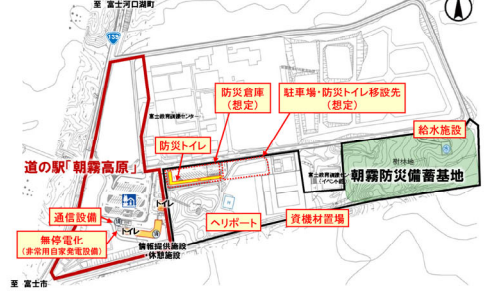 至 富士河口湖町
139
防災倉庫
(想定)
駐車場・防災トイレ移設先
(想定)
給水施設
防災トイレ
樹林地
道の駅「朝霧高原」
朝霧防災備蓄基地
トイレ
通信設備
ヘリポート
資機材置場
トイレ
無停電化
(非常用自家発電設備)
情報提供施設
・休憩施設
至 富士市